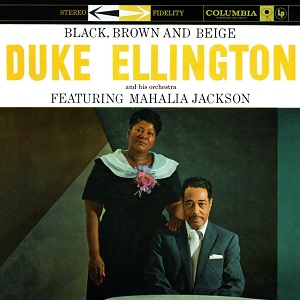 STEREO FIDELITY COLUMBIA Lp
BLACK, BROWN AND BEIGE
DUKE ELLINGTON
and his orchestra
FEATURING MAHALIA JACKSON